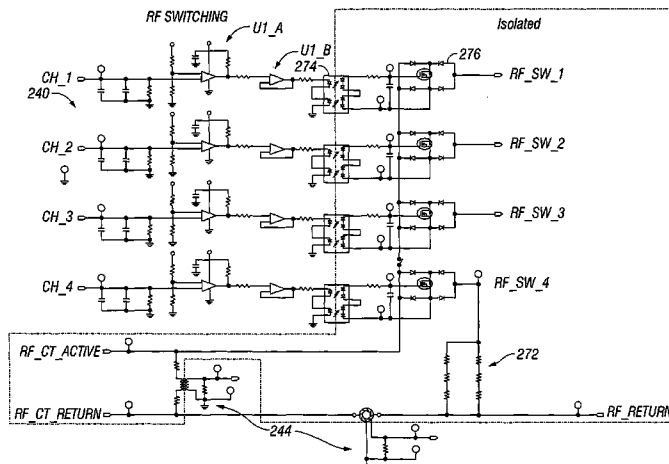 RF SWITCHING
Isolated
U1_A
U1_B
274
276
CH_1
RF_SW_1
240
CH_2
RF_SW_2
CH_3
RF_SW_3
CH_4
RF_SW_4
RF_CT_ACTIVE
272
RF_CT_RETURN
RF_RETURN
244